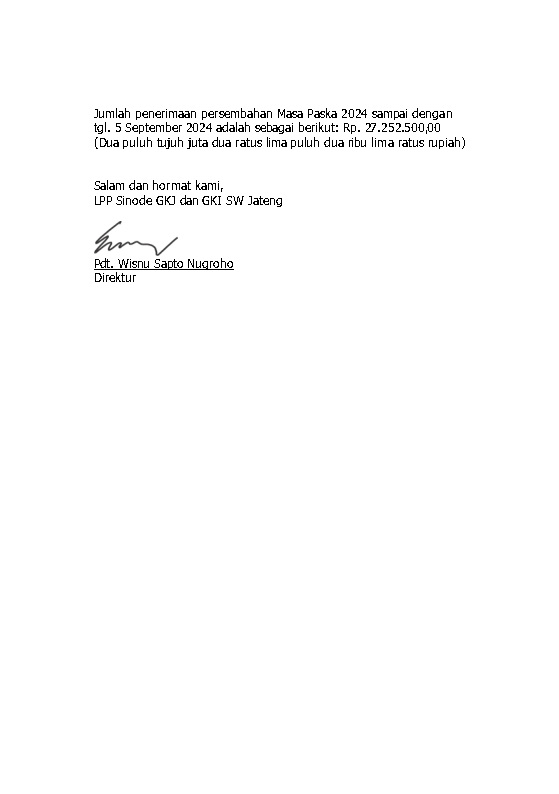 Jumlah penerimaan persembahan Masa Paska 2024 sampai dengan
tgl. 5 September 2024 adalah sebagai berikut: Rp. 27.252.500,00
(Dua puluh tujuh juta dua ratus lima puluh dua ribu lima ratus rupiah)
Salam dan hormat kami,
LPP Sinode GKJ dan GKI SW Jateng
Pdt. Wisnu Sapto Nugroho
Direktur